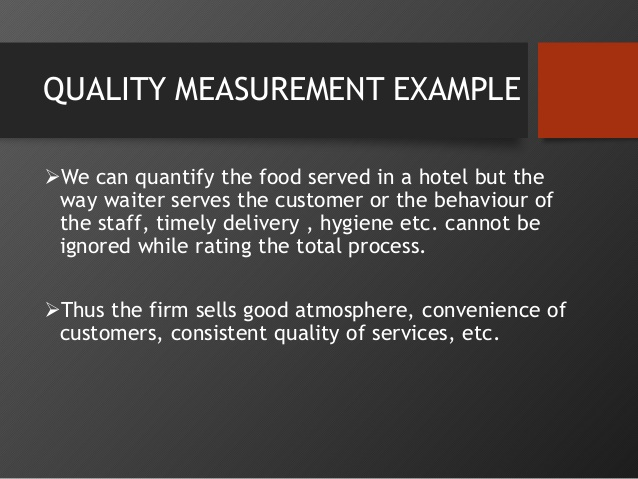 QUALITY MEASUREMENT EXAMPLE
➢We can quantify the food served in a hotel but the
way waiter serves the customer or the behaviour of
the staff, timely delivery , hygiene etc. cannot be
ignored while rating the total process.
➢Thus the firm sells good atmosphere, convenience of
customers, consistent quality of services, etc.